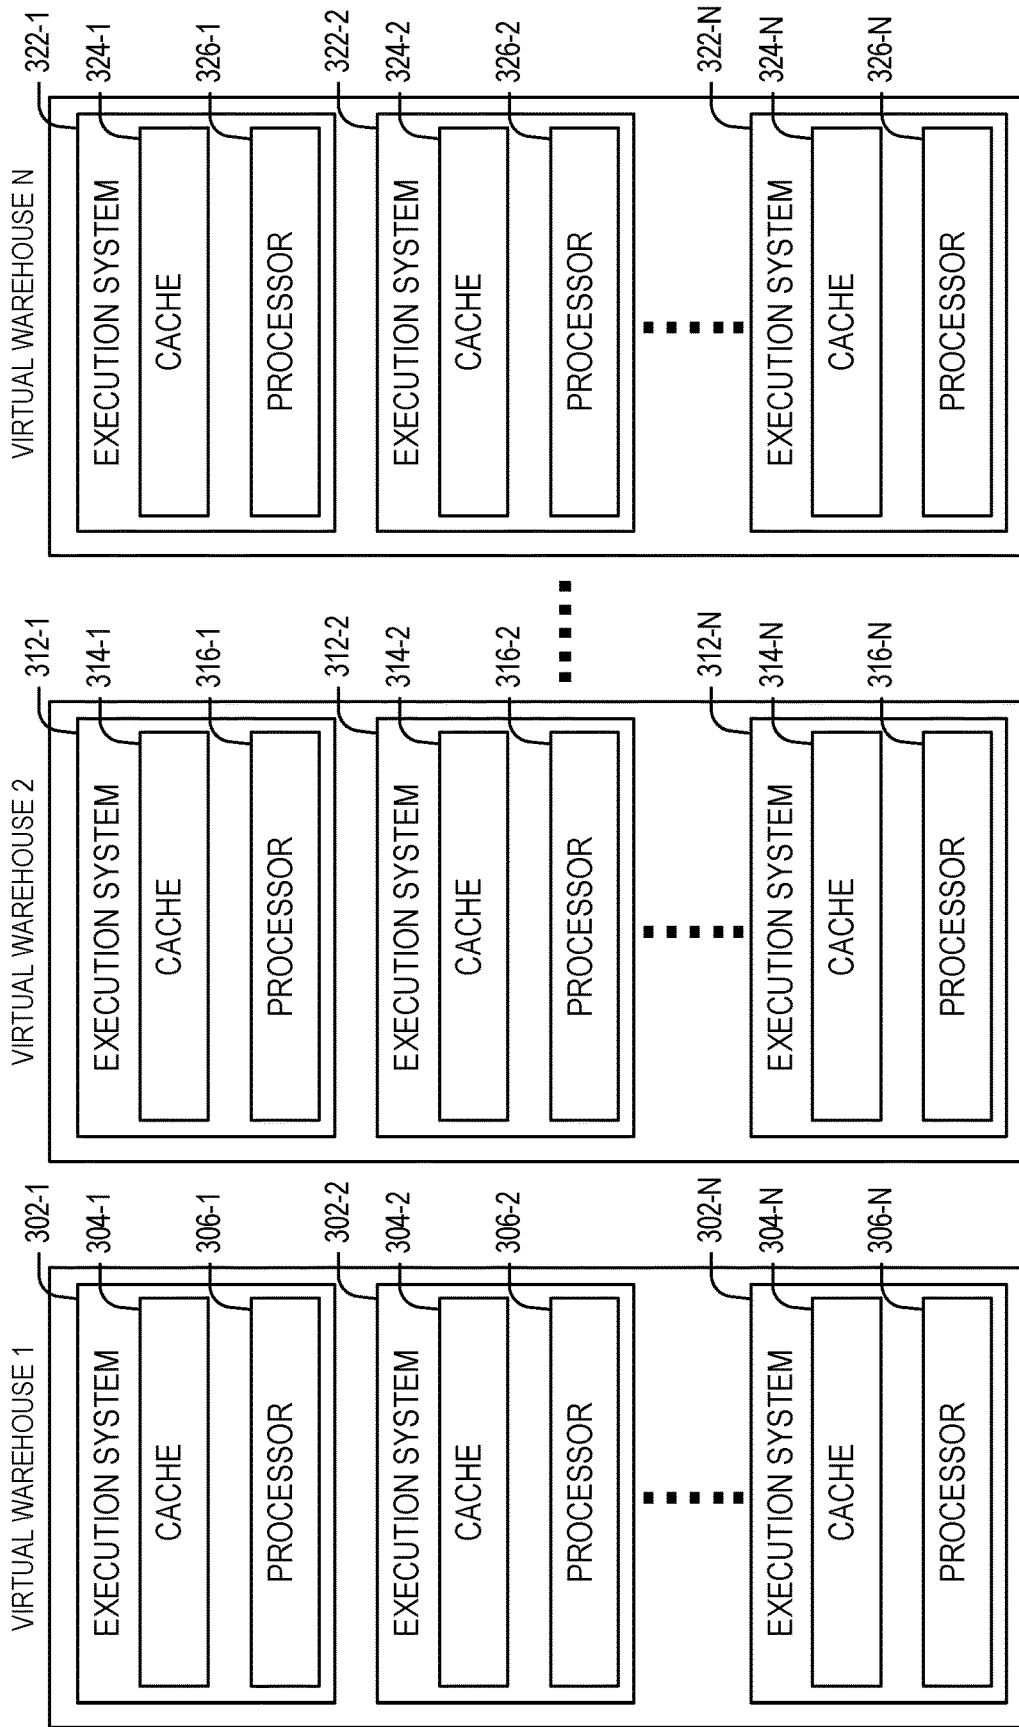 VIRTUAL WAREHOUSE 1
EXECUTION SYSTEM
302-1
CACHE
304-1
PROCESSOR
306-1
EXECUTION SYSTEM
302-2
CACHE
304-2
PROCESSOR
306-2
EXECUTION SYSTEM
302-N
CACHE
304-N
PROCESSOR
306-N
VIRTUAL WAREHOUSE 2
EXECUTION SYSTEM
312-1
CACHE
314-1
PROCESSOR
316-1
EXECUTION SYSTEM
312-2
CACHE
314-2
PROCESSOR
316-2
EXECUTION SYSTEM
312-N
CACHE
314-N
PROCESSOR
316-N
VIRTUAL WAREHOUSE N
EXECUTION SYSTEM
322-1
CACHE
324-1
PROCESSOR
326-1
EXECUTION SYSTEM
322-2
CACHE
324-2
PROCESSOR
326-2
EXECUTION SYSTEM
322-N
CACHE
324-N
PROCESSOR
326-N